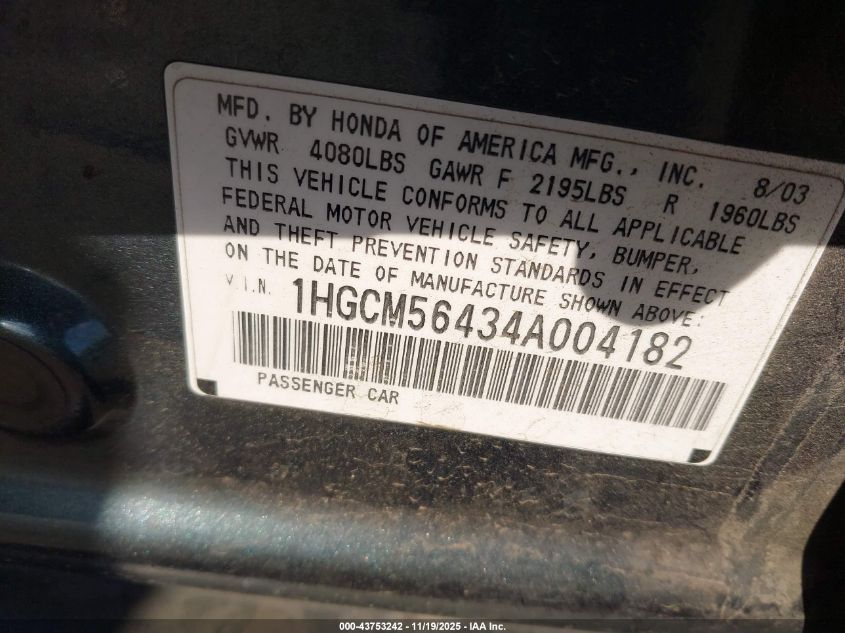 MFD. BY HONDA OF AMERICA MFG., INC. 8/03
GVWR 4080LBS GAWR F 2195LBS R 1960LBS
THIS VEHICLE CONFORMS TO ALL APPLICABLE
FEDERAL MOTOR VEHICLE SAFETY, BUMPER,
AND THEFT PREVENTION STANDARDS IN EFFECT
ON THE DATE OF MANUFACTURE SHOWN ABOVE:
V.I.N. 1HGCM56434A004182
PASSENGER CAR
000-43753242 - 11/19/2025 - IAA Inc.